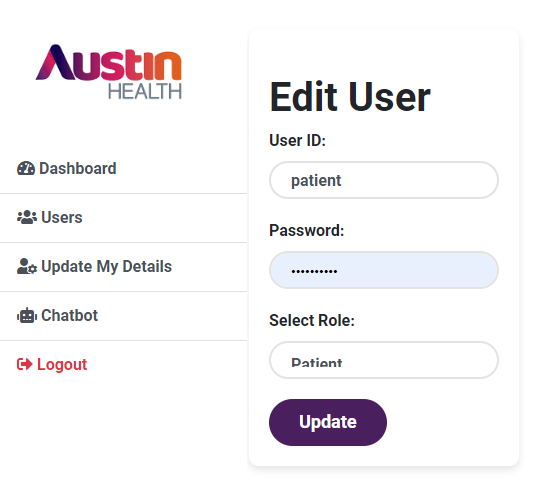 Austin
HEALTH
Dashboard
Users
Update My Details
Chatbot
Logout
Edit User
User ID:
patient
Password:
••••••••••
Select Role:
Patient
Update